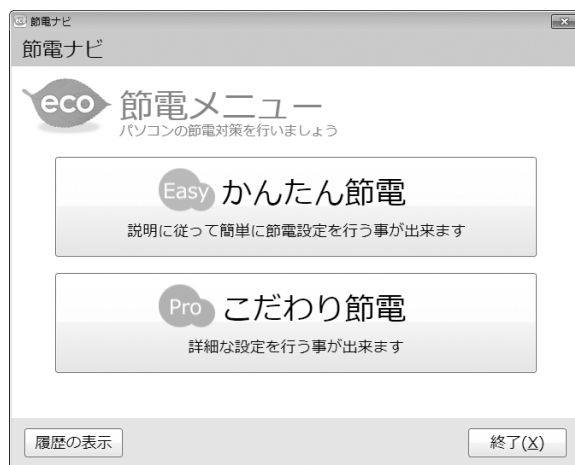 節電ナビ
節電ナビ
eco 節電メニュー
パソコンの節電対策を行いましょう
Easy かんたん節電
説明に従って簡単に節電設定を行う事が出来ます
Pro こだわり節電
詳細な設定を行う事が出来ます
履歴の表示 終了(X)